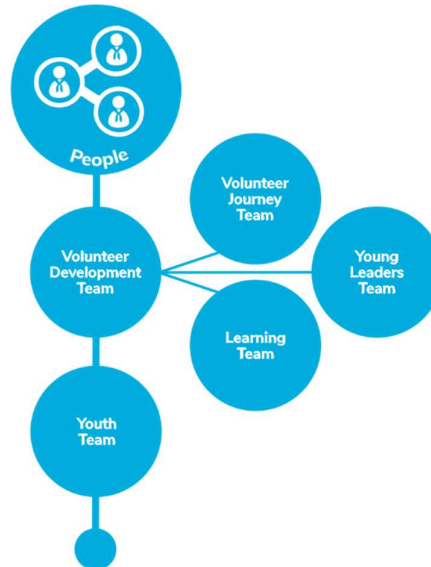 People
Volunteer
Development
Team
Volunteer
Journey
Team
Young
Leaders
Team
Learning
Team
Youth
Team